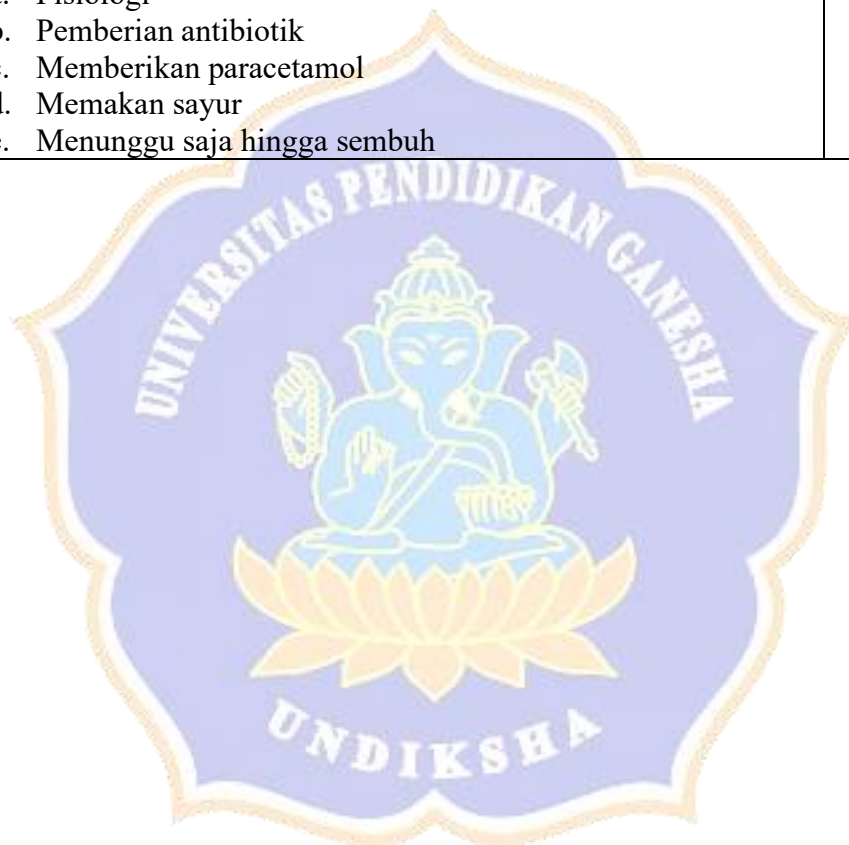 Fisiologi
b. Pemberian antibiotik
c. Memberikan paracetamol
d. Memakan sayur
e. Menunggu saja hingga sembuh
UNIVERSITAS PENDIDIKAN GANESHA
UNDIKSHA